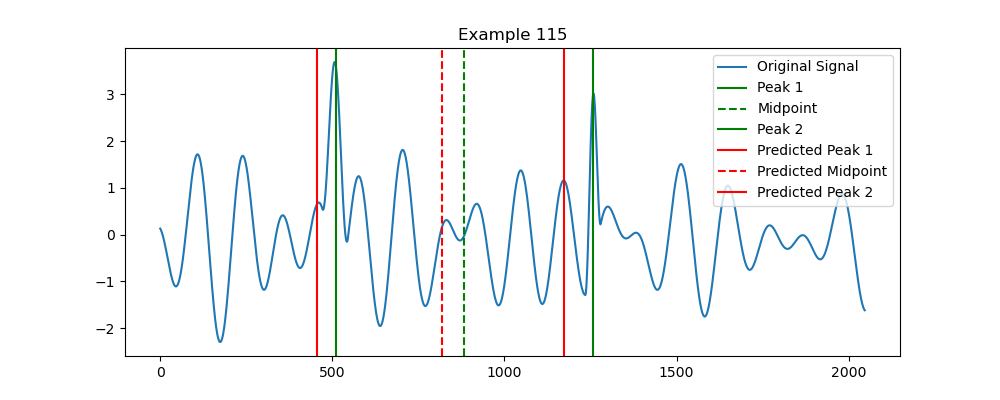 Example 115
Original Signal
Peak 1
Midpoint
Peak 2
Predicted Peak 1
Predicted Midpoint
Predicted Peak 2
3
2
1
0
−1
−2
0 500 1000 1500 2000